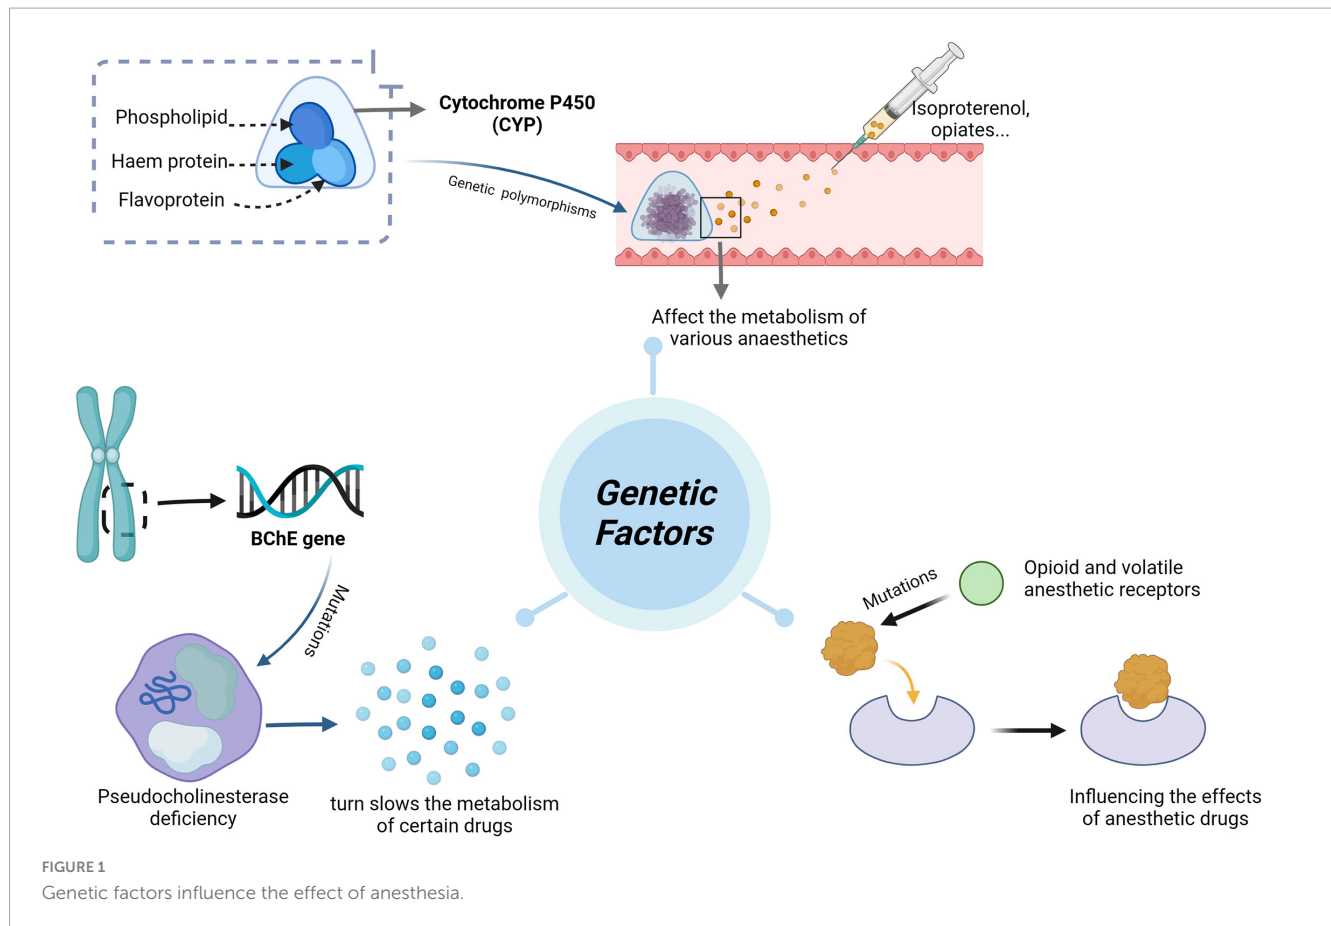 Phospholipid
Haem protein
Flavoprotein
Cytochrome P450
(CYP)
Genetic polymorphisms
Isoproterenol,
opiates...
Affect the metabolism of
various anaesthetics
Genetic
Factors
BChE gene
Mutations
Pseudocholinesterase
deficiency
turn slows the metabolism
of certain drugs
Mutations
Opioid and volatile
anesthetic receptors
Influencing the effects
of anesthetic drugs
FIGURE 1
Genetic factors influence the effect of anesthesia.